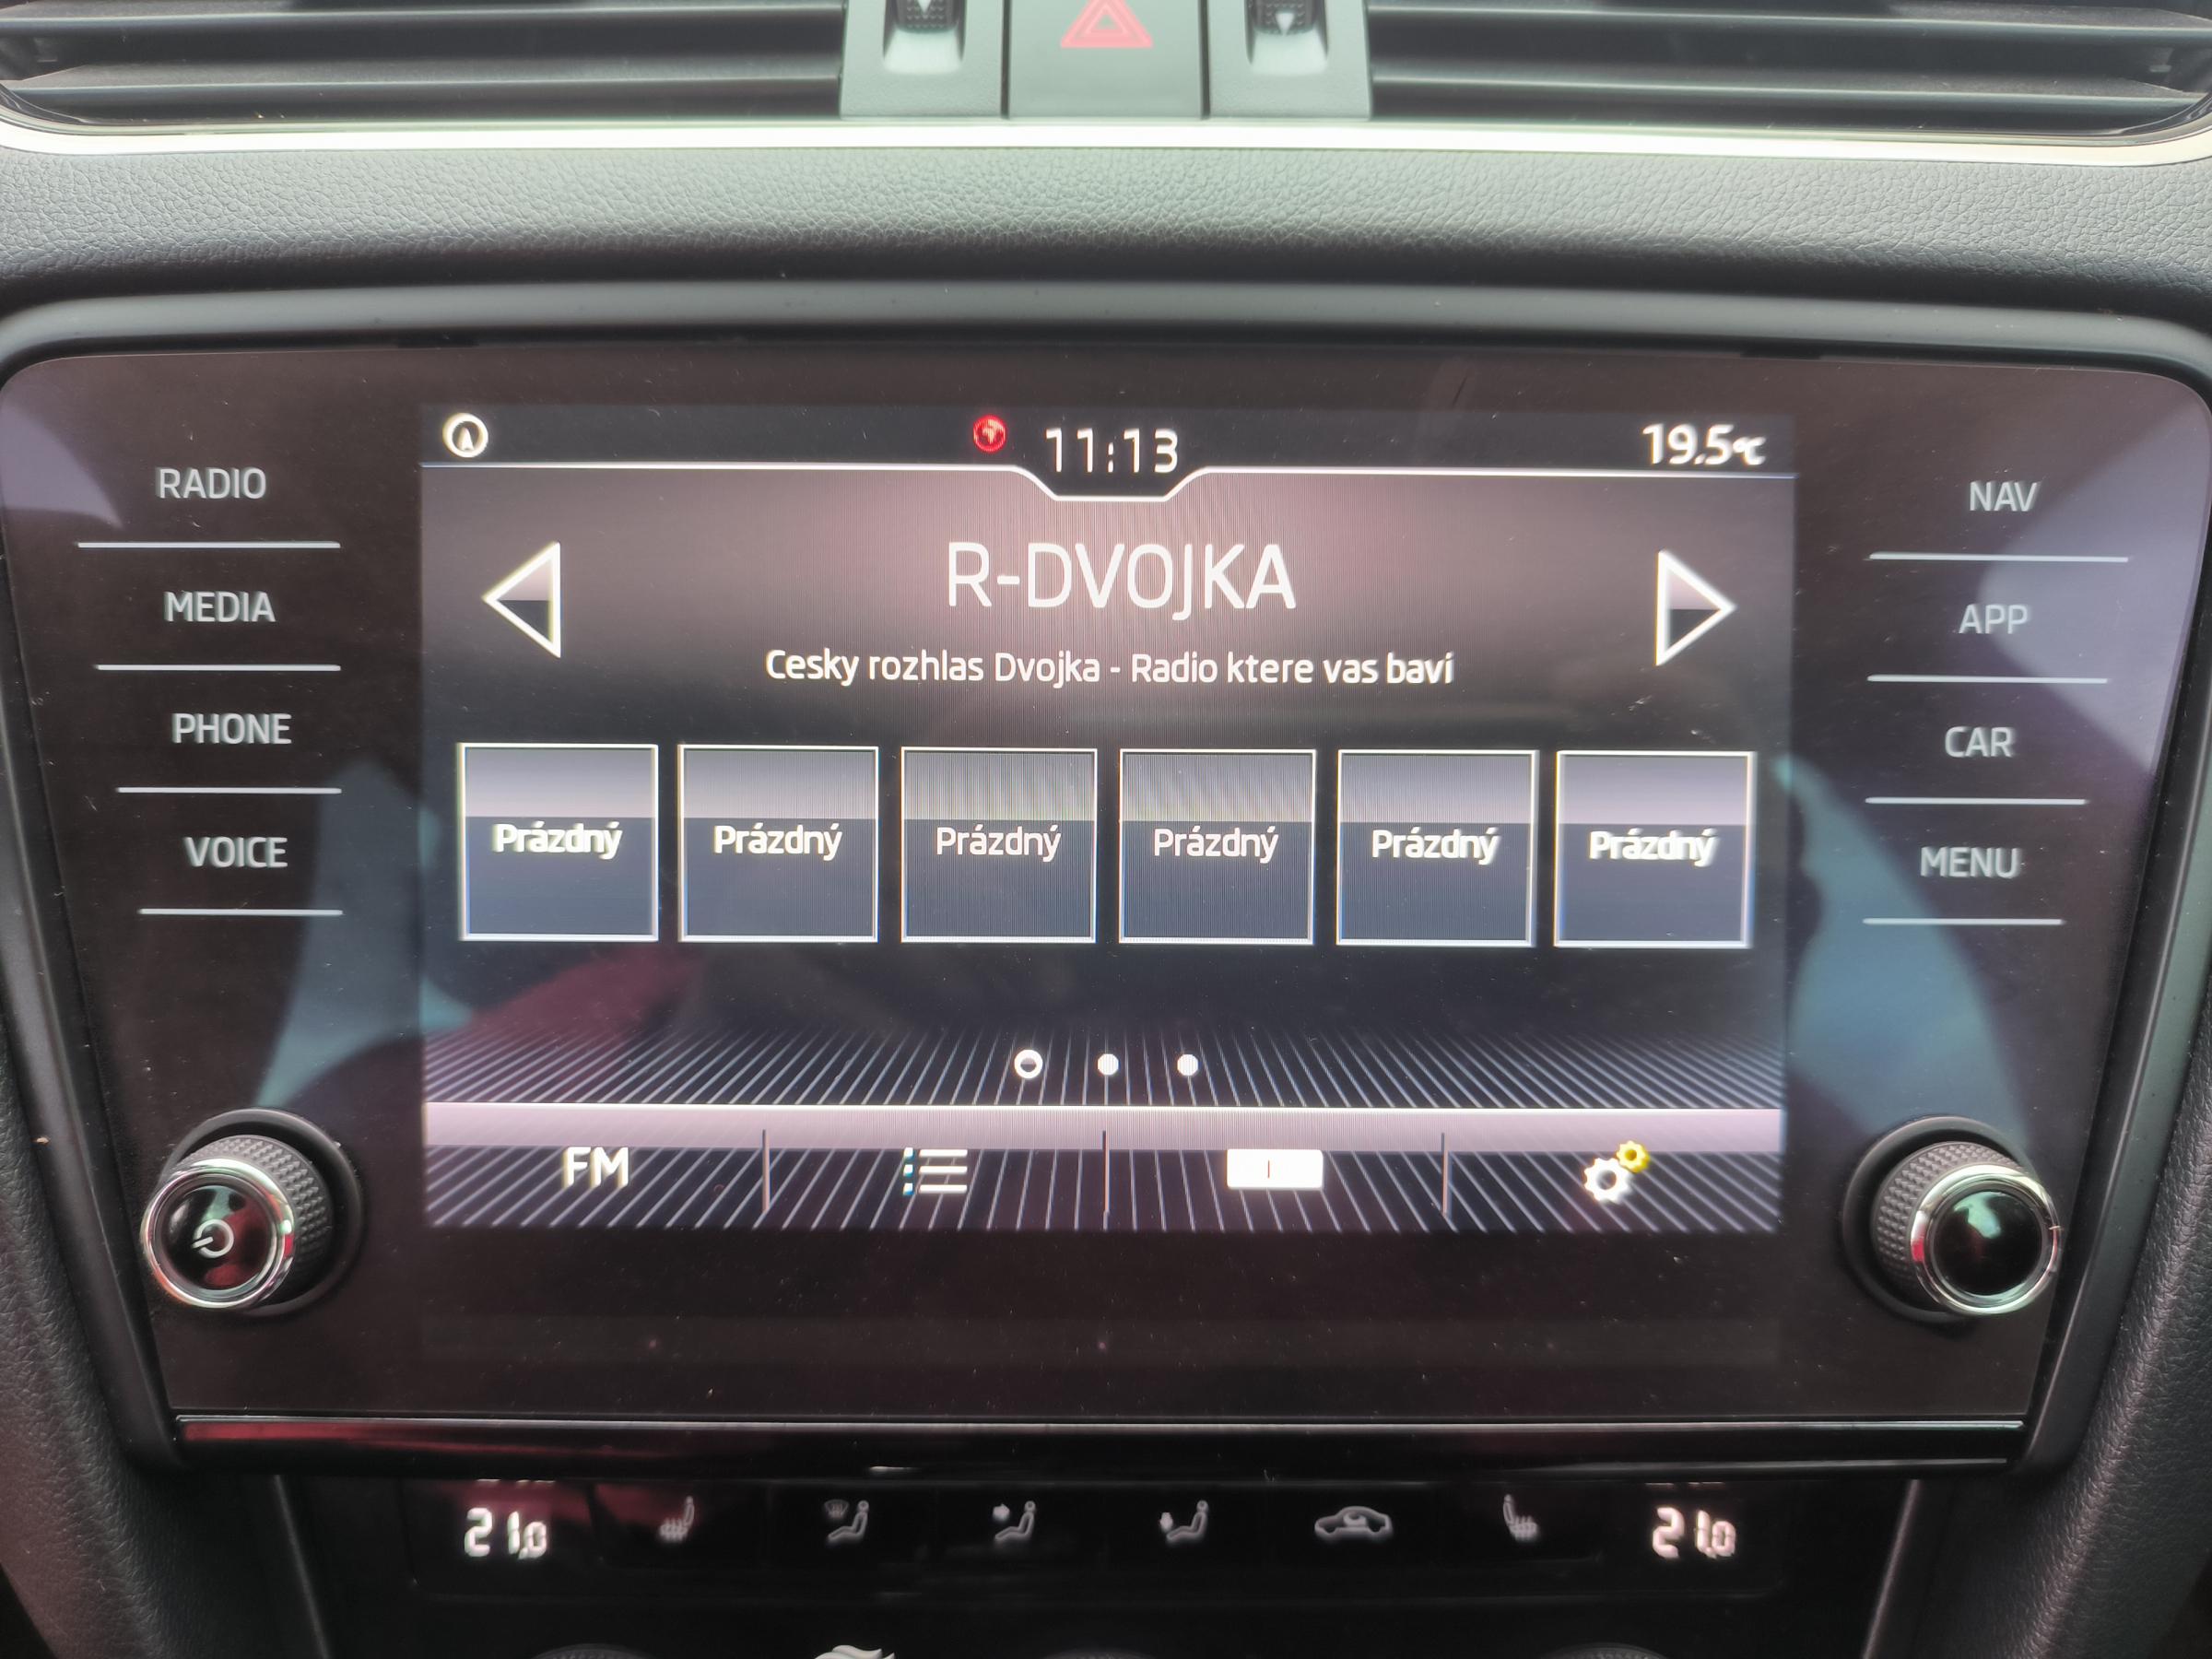 11:13
19.5°C
RADIO
NAV
R-DVOJKA
MEDIA
APP
Cesky rozhlas Dvojka - Radio ktere vas baví
PHONE
CAR
VOICE
MENU
Prázdný Prázdný Prázdný Prázdný Prázdný Prázdný
FM
21,0
21,0